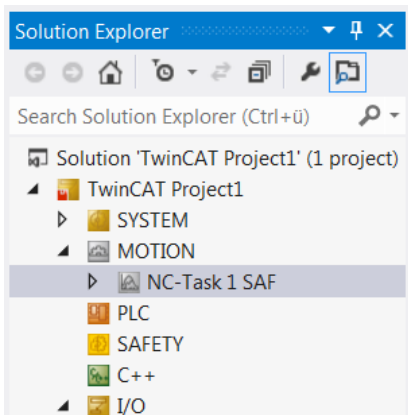 Solution Explorer
Search Solution Explorer (Ctrl+ü)
Solution 'TwinCAT Project1' (1 project)
TwinCAT Project1
SYSTEM
MOTION
NC-Task 1 SAF
PLC
SAFETY
C++
I/O